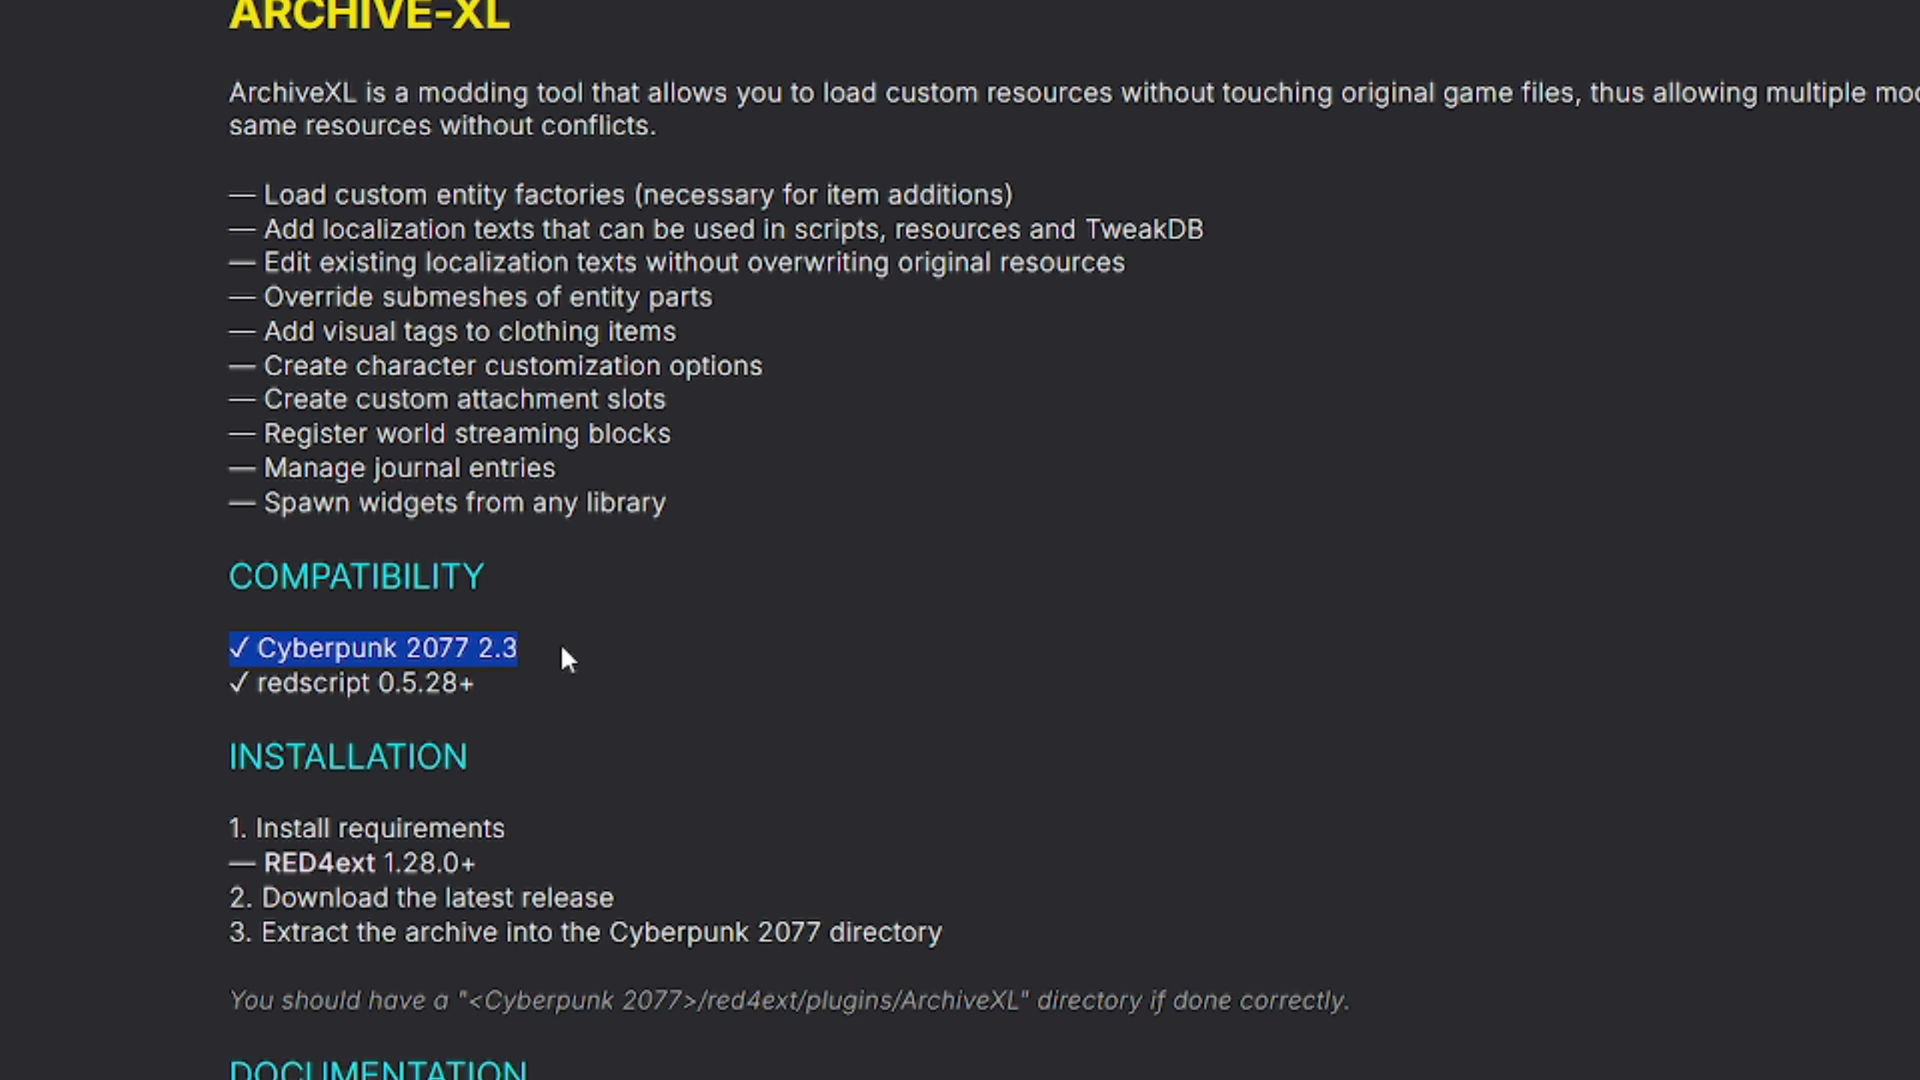 ARCHIVE-XL
ArchiveXL is a modding tool that allows you to load custom resources without touching original game files, thus allowing multiple
same resources without conflicts.
— Load custom entity factories (necessary for item additions)
— Add localization texts that can be used in scripts, resources and TweakDB
— Edit existing localization texts without overwriting original resources
— Override submeshes of entity parts
— Add visual tags to clothing items
— Create character customization options
— Create custom attachment slots
— Register world streaming blocks
— Manage journal entries
— Spawn widgets from any library
COMPATIBILITY
✓ Cyberpunk 2077 2.3
✓ redscript 0.5.28+
INSTALLATION
1. Install requirements
— RED4ext 1.28.0+
2. Download the latest release
3. Extract the archive into the Cyberpunk 2077 directory
You should have a "<Cyberpunk 2077>/red4ext/plugins/ArchiveXL" directory if done correctly.
DOCUMENTATION